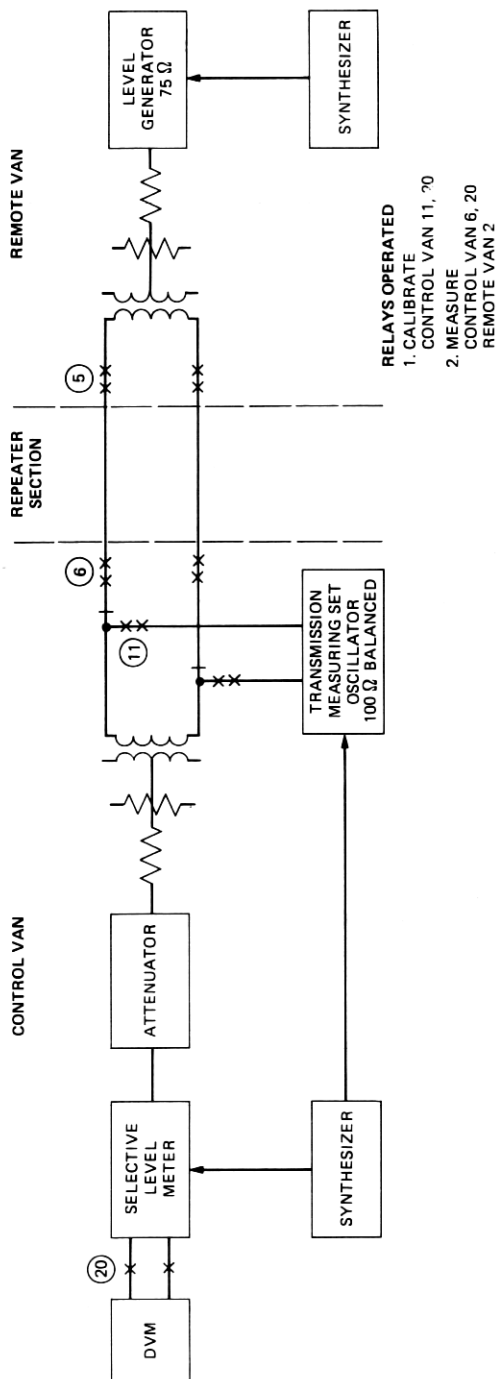 CONTROL VAN
REPEATER
SECTION
REMOTE VAN
20
6
5
DVM
SELECTIVE
LEVEL
METER
ATTENUATOR
11
LEVEL
GENERATOR
75 Ω
SYNTHESIZER
TRANSMISSION
MEASURING SET
OSCILLATOR
100 Ω BALANCED
SYNTHESIZER
RELAYS OPERATED
1. CALIBRATE
CONTROL VAN 11, 20
2. MEASURE
CONTROL VAN 6, 20
REMOTE VAN 2